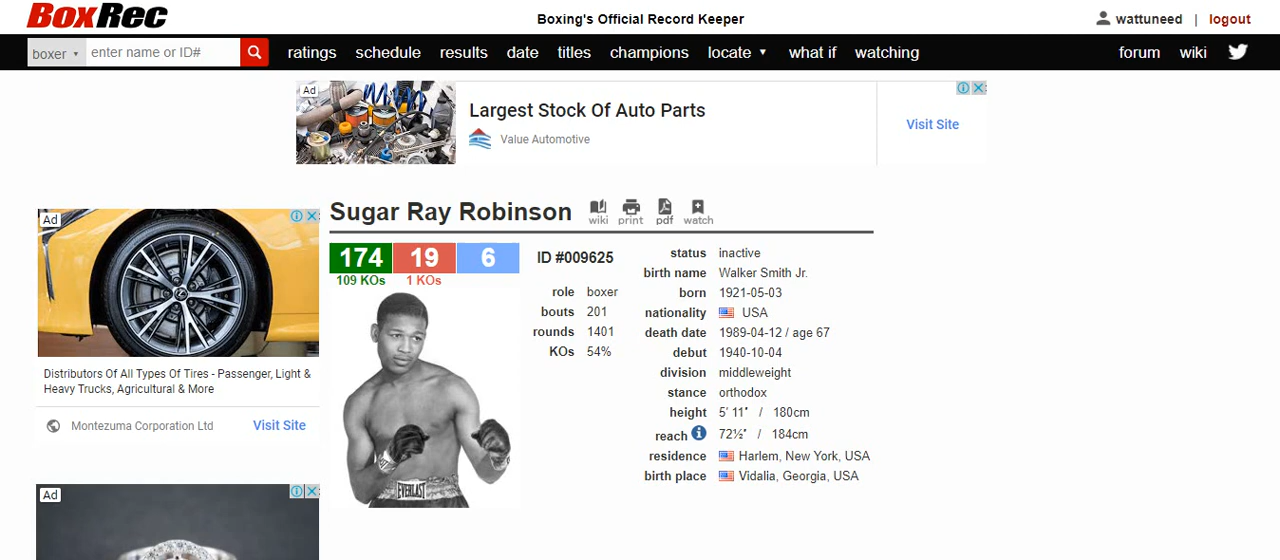 BoxRec
Boxing's Official Record Keeper
wattuneed | logout
boxer ▾ enter name or ID#
ratings schedule results date titles champions locate ▼ what if watching
forum wiki
Ad
Largest Stock Of Auto Parts
Value Automotive
Visit Site
Ad
Distributors Of All Types Of Tires - Passenger, Light &
Heavy Trucks, Agricultural & More
Montezuma Corporation Ltd
Visit Site
Ad
Sugar Ray Robinson
wiki print pdf watch
174 19 6
109 KOs 1 KOs
EVERLAST
ID #009625
role boxer
bouts 201
rounds 1401
KOs 54%
status inactive
birth name Walker Smith Jr.
born 1921-05-03
nationality USA
death date 1989-04-12 / age 67
debut 1940-10-04
division middleweight
stance orthodox
height 5′ 11″ / 180cm
reach 72½″ / 184cm
residence Harlem, New York, USA
birth place Vidalia, Georgia, USA